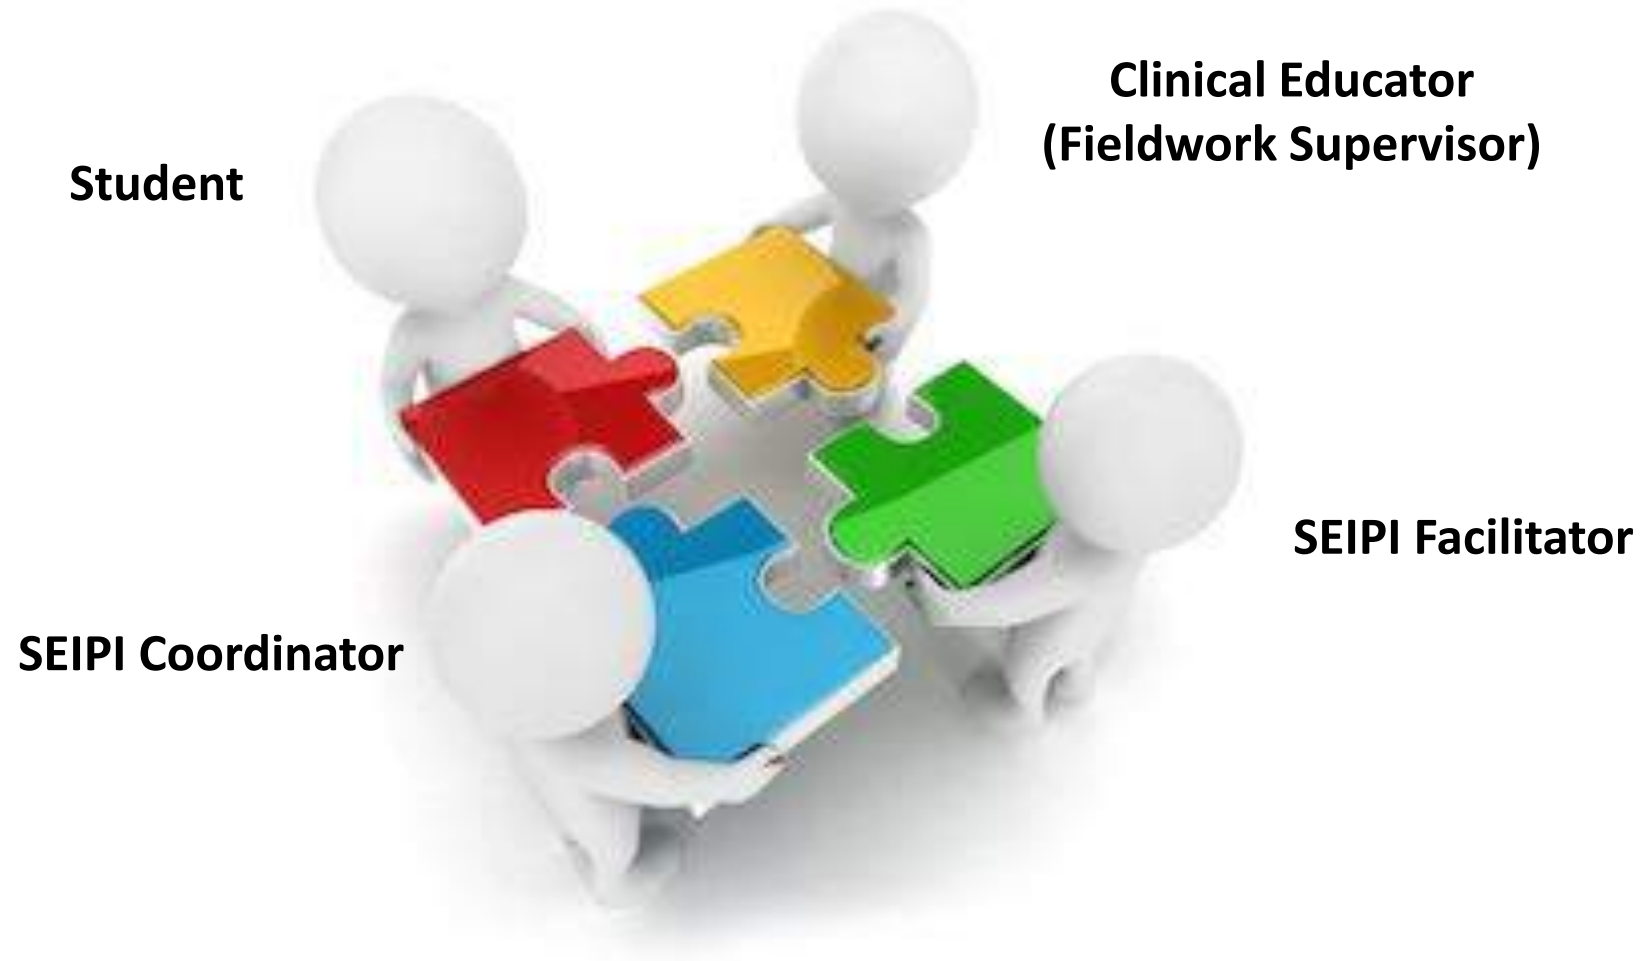 Student
Clinical Educator
(Fieldwork Supervisor)
SEIPI Facilitator
SEIPI Coordinator